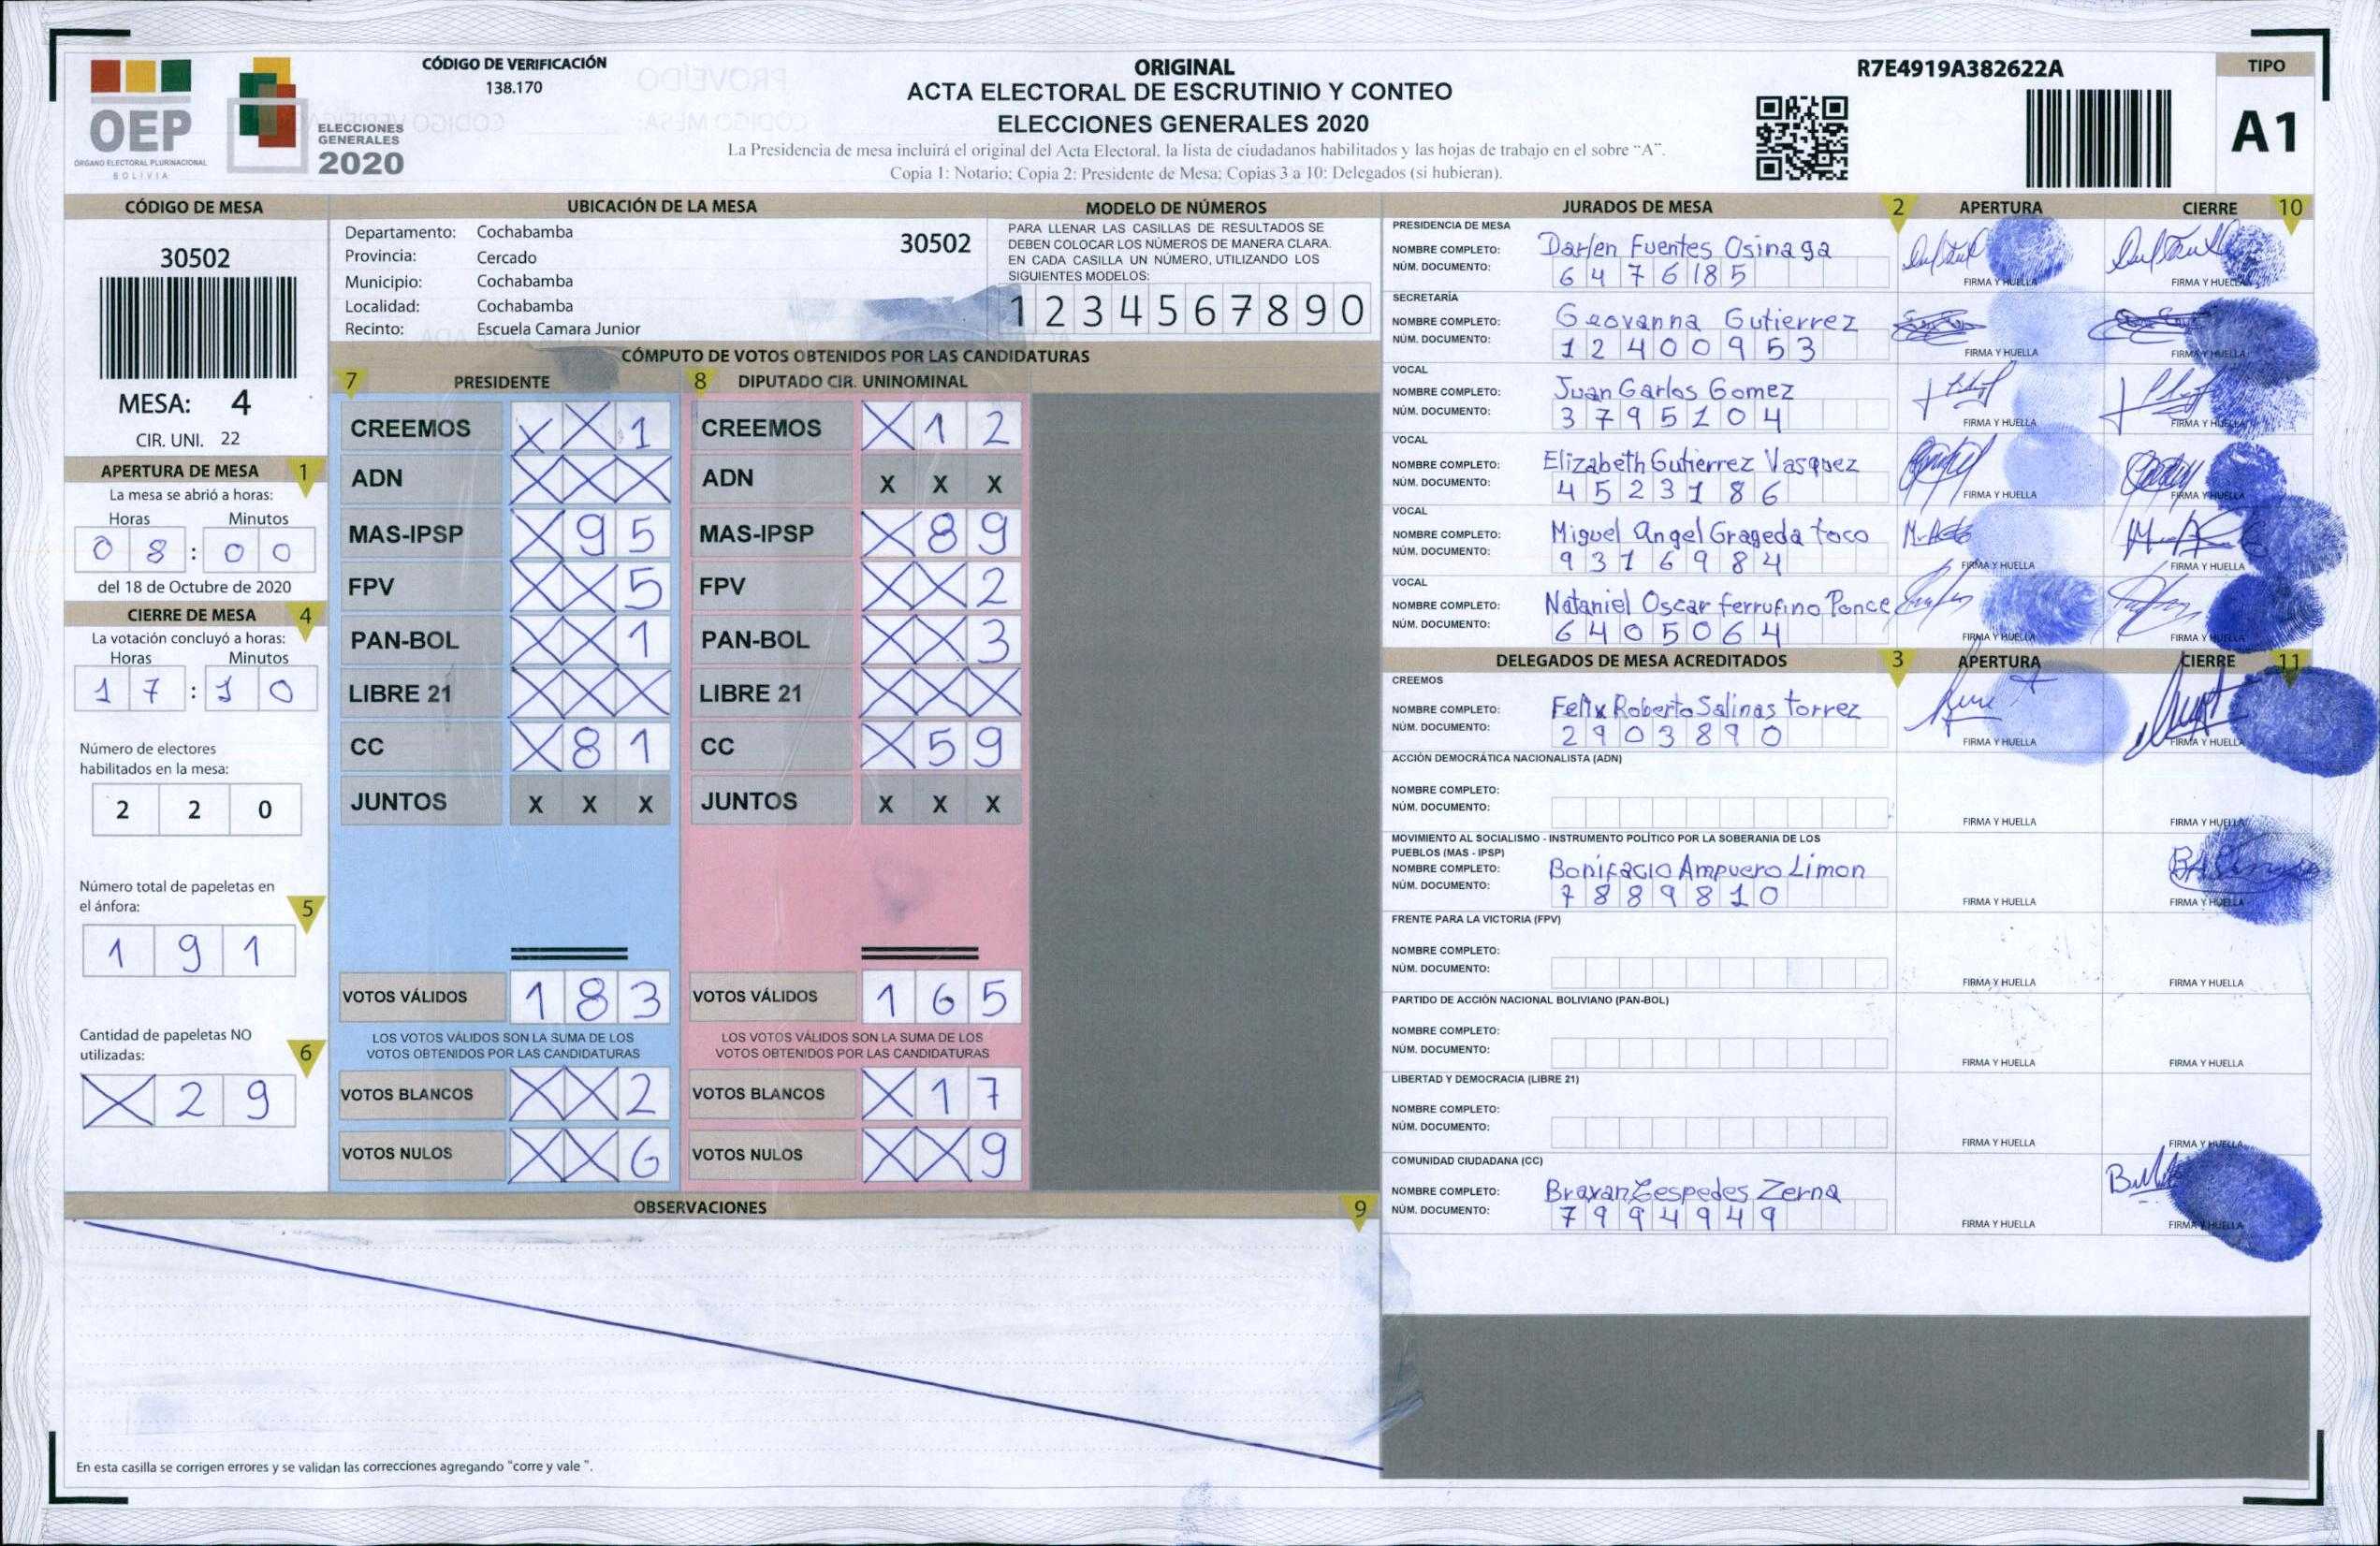 CÓDIGO DE VERIFICACIÓN
138.170
OEP
ÓRGANO ELECTORAL PLURINACIONAL
BOLIVIA
ELECCIONES
GENERALES
2020
ORIGINAL
ACTA ELECTORAL DE ESCRUTINIO Y CONTEO
ELECCIONES GENERALES 2020
La Presidencia de mesa incluirá el original del Acta Electoral, la lista de ciudadanos habilitados y las hojas de trabajo en el sobre "A".
Copia 1: Notario; Copia 2: Presidente de Mesa; Copias 3 a 10: Delegados (si hubieran).
R7E4919A382622A
TIPO
A1
CÓDIGO DE MESA
30502
MESA: 4
CIR. UNI. 22
APERTURA DE MESA 1
La mesa se abrió a horas:
Horas Minutos
0 8 : 0 0
del 18 de Octubre de 2020
CIERRE DE MESA 4
La votación concluyó a horas:
Horas Minutos
1 7 : 1 0
Número de electores
habilitados en la mesa:
2 2 0
Número total de papeletas en
el ánfora: 5
1 9 1
Cantidad de papeletas NO
utilizadas: 6
X 2 9
UBICACIÓN DE LA MESA
Departamento: Cochabamba
30502
Provincia: Cercado
Municipio: Cochabamba
Localidad: Cochabamba
Recinto: Escuela Camara Junior
MODELO DE NÚMEROS
PARA LLENAR LAS CASILLAS DE RESULTADOS SE
DEBEN COLOCAR LOS NÚMEROS DE MANERA CLARA.
EN CADA CASILLA UN NÚMERO, UTILIZANDO LOS
SIGUIENTES MODELOS:
1 2 3 4 5 6 7 8 9 0
CÓMPUTO DE VOTOS OBTENIDOS POR LAS CANDIDATURAS
7 PRESIDENTE 8 DIPUTADO CIR. UNINOMINAL
CREEMOS X X 1 CREEMOS X 1 2
ADN X X X ADN X X X
MAS-IPSP X 9 5 MAS-IPSP X 8 9
FPV X X 5 FPV X X 2
PAN-BOL X X 1 PAN-BOL X X 3
LIBRE 21 X X X LIBRE 21 X X X
CC X 8 1 CC X 5 9
JUNTOS X X X JUNTOS X X X
VOTOS VÁLIDOS 1 8 3 VOTOS VÁLIDOS 1 6 5
LOS VOTOS VÁLIDOS SON LA SUMA DE LOS LOS VOTOS VÁLIDOS SON LA SUMA DE LOS
VOTOS OBTENIDOS POR LAS CANDIDATURAS VOTOS OBTENIDOS POR LAS CANDIDATURAS
VOTOS BLANCOS X X 2 VOTOS BLANCOS X 1 7
VOTOS NULOS X X 6 VOTOS NULOS X X 9
OBSERVACIONES 9
En esta casilla se corrigen errores y se validan las correcciones agregando "corre y vale ".
JURADOS DE MESA 2 APERTURA CIERRE 10
PRESIDENCIA DE MESA
NOMBRE COMPLETO: Darlen Fuentes Osinaga
NÚM. DOCUMENTO: 6476185
FIRMA Y HUELLA FIRMA Y HUELLA
SECRETARÍA
NOMBRE COMPLETO: Geovanna Gutierrez
NÚM. DOCUMENTO: 12400953
FIRMA Y HUELLA FIRMA Y HUELLA
VOCAL
NOMBRE COMPLETO: Juan Carlos Gomez
NÚM. DOCUMENTO: 3795104
FIRMA Y HUELLA FIRMA Y HUELLA
VOCAL
NOMBRE COMPLETO: Elizabeth Gutierrez Vasquez
NÚM. DOCUMENTO: 4523186
FIRMA Y HUELLA FIRMA Y HUELLA
VOCAL
NOMBRE COMPLETO: Miguel Angel Grageda toco
NÚM. DOCUMENTO: 9316984
FIRMA Y HUELLA FIRMA Y HUELLA
VOCAL
NOMBRE COMPLETO: Nataniel Oscar ferrufino Ponce
NÚM. DOCUMENTO: 6405064
FIRMA Y HUELLA FIRMA Y HUELLA
DELEGADOS DE MESA ACREDITADOS 3 APERTURA CIERRE 11
CREEMOS
NOMBRE COMPLETO: Felix Roberto Salinas torrez
NÚM. DOCUMENTO: 2903890
FIRMA Y HUELLA FIRMA Y HUELLA
ACCIÓN DEMOCRÁTICA NACIONALISTA (ADN)
NOMBRE COMPLETO:
NÚM. DOCUMENTO:
FIRMA Y HUELLA FIRMA Y HUELLA
MOVIMIENTO AL SOCIALISMO - INSTRUMENTO POLÍTICO POR LA SOBERANIA DE LOS
PUEBLOS (MAS - IPSP)
NOMBRE COMPLETO: Bonifacio Ampuero Limon
NÚM. DOCUMENTO: 7889810
FIRMA Y HUELLA FIRMA Y HUELLA
FRENTE PARA LA VICTORIA (FPV)
NOMBRE COMPLETO:
NÚM. DOCUMENTO:
FIRMA Y HUELLA FIRMA Y HUELLA
PARTIDO DE ACCIÓN NACIONAL BOLIVIANO (PAN-BOL)
NOMBRE COMPLETO:
NÚM. DOCUMENTO:
FIRMA Y HUELLA FIRMA Y HUELLA
LIBERTAD Y DEMOCRACIA (LIBRE 21)
NOMBRE COMPLETO:
NÚM. DOCUMENTO:
FIRMA Y HUELLA FIRMA Y HUELLA
COMUNIDAD CIUDADANA (CC)
NOMBRE COMPLETO: Brayan Zespedes Zerna
NÚM. DOCUMENTO: 7994949
FIRMA Y HUELLA FIRMA Y HUELLA